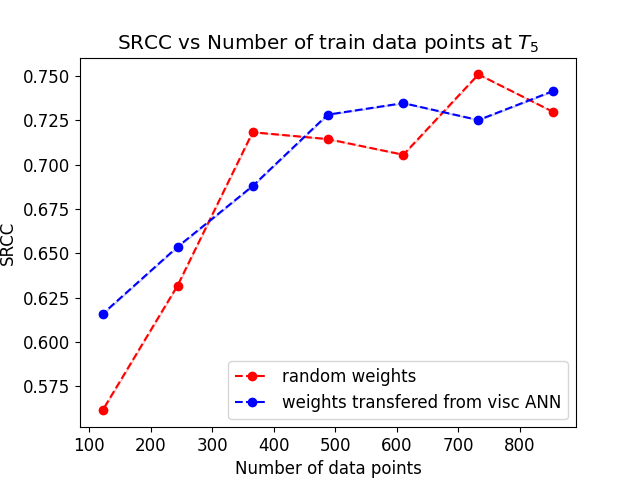 SRCC vs Number of train data points at T₅
0.750
0.725
0.700
0.675
0.650
0.625
0.600
0.575
SRCC
random weights
weights transfered from visc ANN
100 200 300 400 500 600 700 800
Number of data points